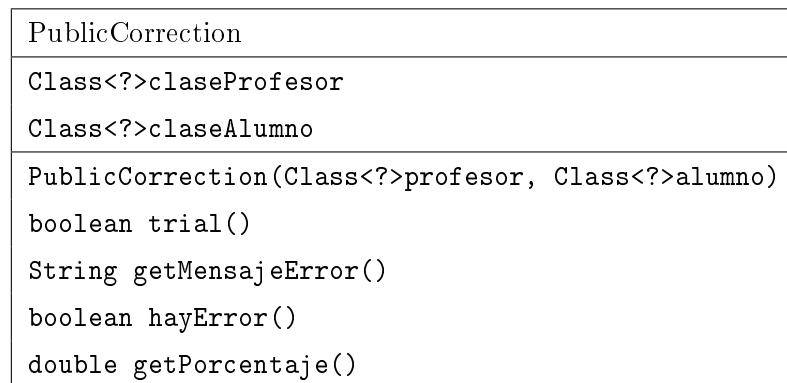 PublicCorrection
Class<?>claseProfesor
Class<?>claseAlumno
PublicCorrection(Class<?>profesor, Class<?>alumno)
boolean trial()
String getMensajeError()
boolean hayError()
double getPorcentaje()